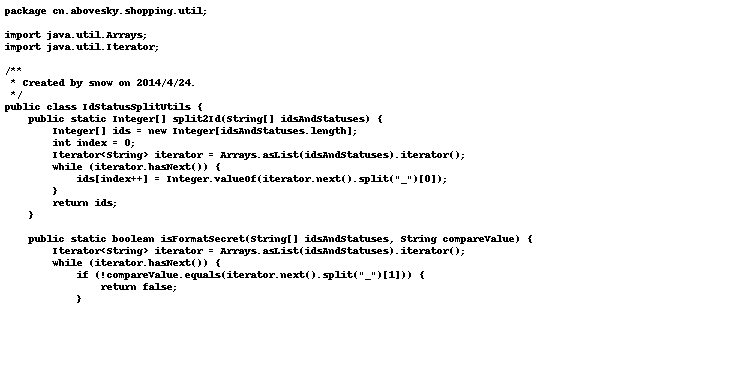 package cn.abovesky.shopping.util;

import java.util.Arrays;
import java.util.Iterator;

/**
 * Created by snow on 2014/4/24.
 */
public class IdStatusSplitUtils {
    public static Integer[] split2Id(String[] idsAndStatuses) {
        Integer[] ids = new Integer[idsAndStatuses.length];
        int index = 0;
        Iterator<String> iterator = Arrays.asList(idsAndStatuses).iterator();
        while (iterator.hasNext()) {
            ids[index++] = Integer.valueOf(iterator.next().split("_")[0]);
        }
        return ids;
    }

    public static boolean isFormatSecret(String[] idsAndStatuses, String compareValue) {
        Iterator<String> iterator = Arrays.asList(idsAndStatuses).iterator();
        while (iterator.hasNext()) {
            if (!compareValue.equals(iterator.next().split("_")[1])) {
                return false;
            }